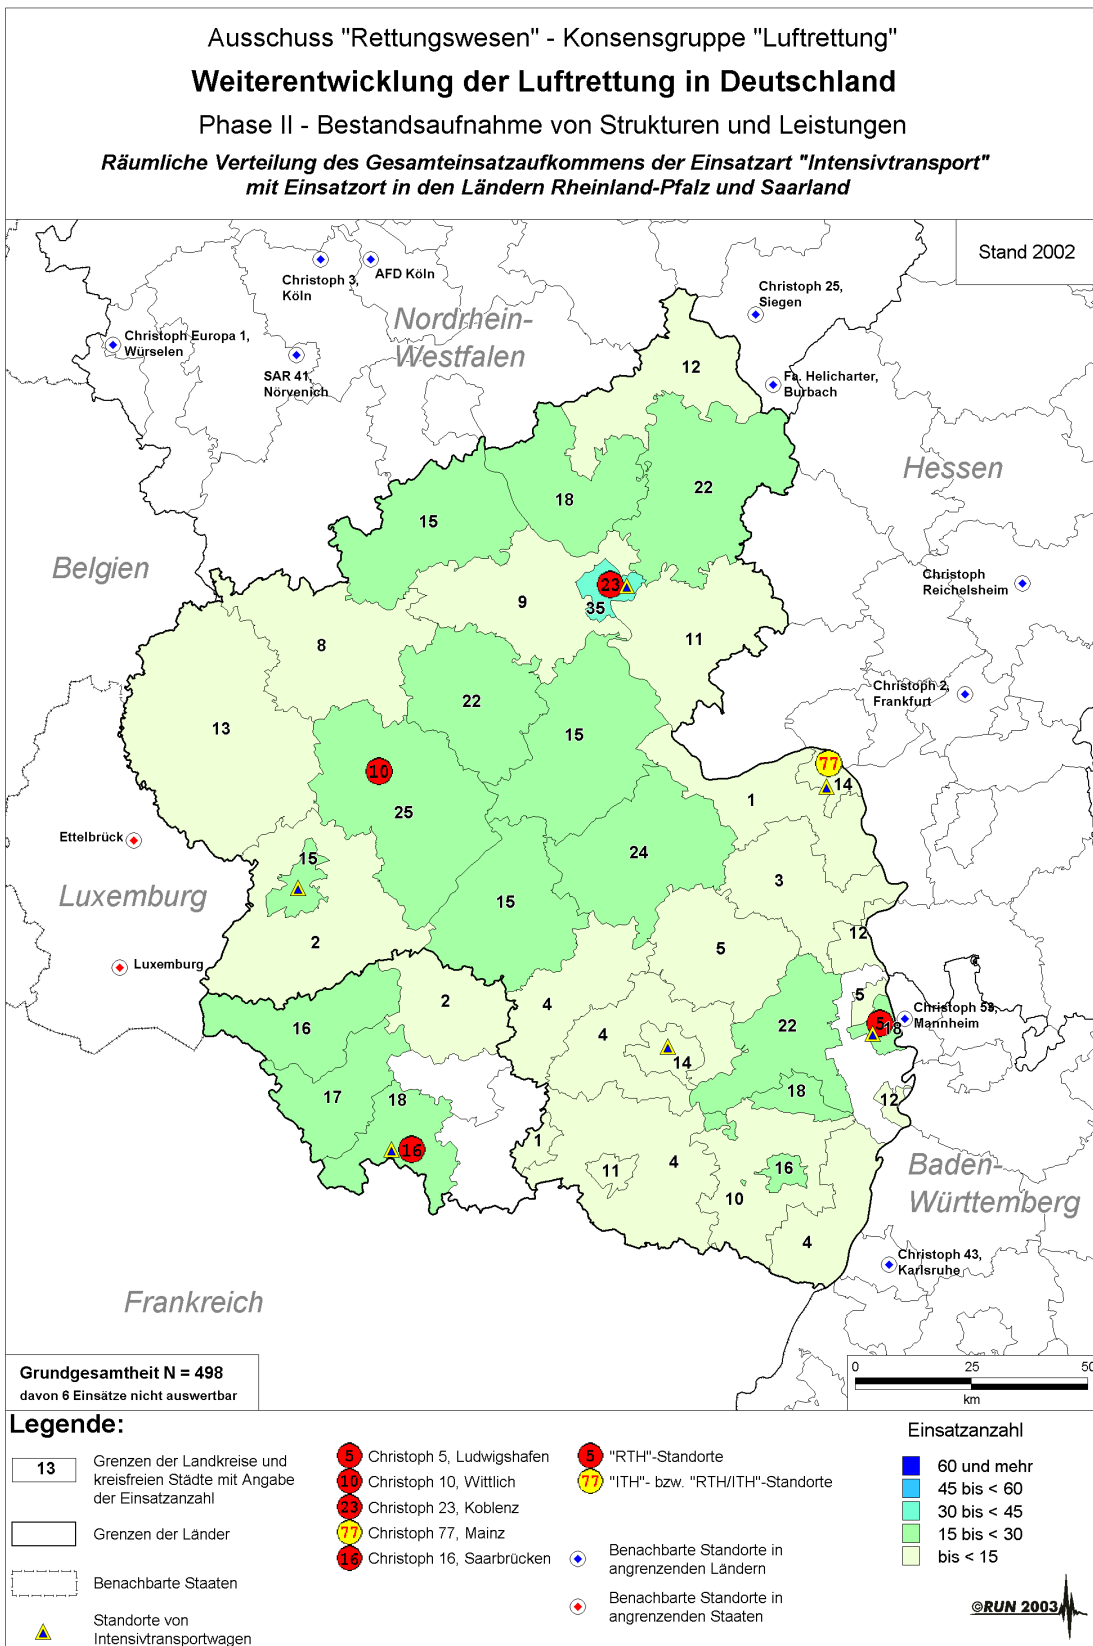 Ausschuss "Rettungswesen" - Konsensgruppe "Luftrettung"
Weiterentwicklung der Luftrettung in Deutschland
Phase II - Bestandsaufnahme von Strukturen und Leistungen
Räumliche Verteilung des Gesamteinsatzaufkommens der Einsatzart "Intensivtransport"
mit Einsatzort in den Ländern Rheinland-Pfalz und Saarland
Stand 2002
Christoph 3,
Köln
AFD Köln
Christoph 25,
Siegen
Nordrhein-
Westfalen
Christoph Europa 1,
Würselen
SAR 41,
Nörvenich
12
Fa. Helicharter,
Burbach
Hessen
22
18
15
Belgien
Christoph
Reichelsheim
23
35
9
11
8
Christoph 2,
Frankfurt
22
13
15
77
14
10
1
25
Ettelbrück
15
24
3
Luxemburg
15
12
2
5
Luxemburg
5
2
4
Christoph 53,
Mannheim
5
18
16
4
22
14
17
18
18
12
1
16
11
4
16
Baden-
Württemberg
10
4
Christoph 43,
Karlsruhe
Frankreich
Grundgesamtheit N = 498
davon 6 Einsätze nicht auswertbar
0 25 50
km
Legende:
13
Grenzen der Landkreise und
kreisfreien Städte mit Angabe
der Einsatzanzahl
Grenzen der Länder
Benachbarte Staaten
Standorte von
Intensivtransportwagen
5 Christoph 5, Ludwigshafen
10 Christoph 10, Wittlich
23 Christoph 23, Koblenz
77 Christoph 77, Mainz
16 Christoph 16, Saarbrücken
5 "RTH"-Standorte
77 "ITH"- bzw. "RTH/ITH"-Standorte
Benachbarte Standorte in
angrenzenden Ländern
Benachbarte Standorte in
angrenzenden Staaten
Einsatzanzahl
60 und mehr
45 bis < 60
30 bis < 45
15 bis < 30
bis < 15
©RUN 2003